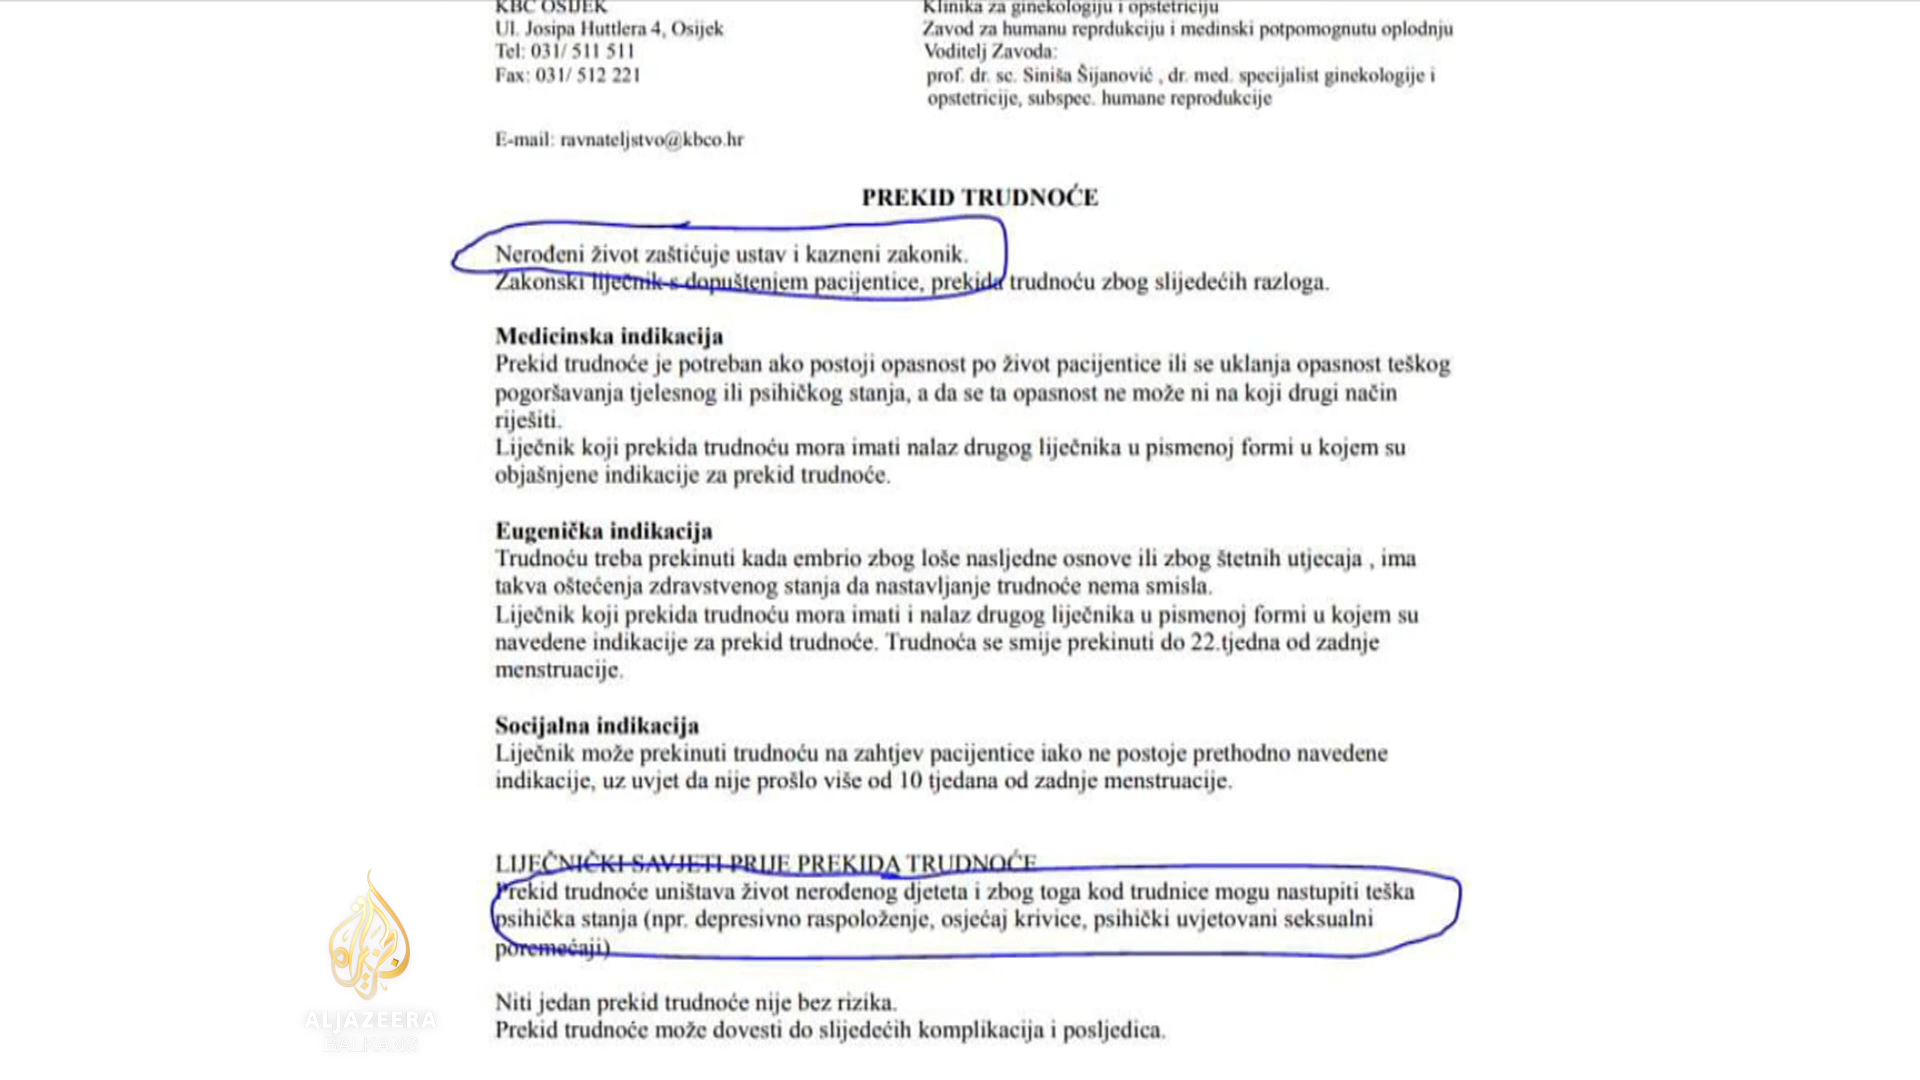 KBC OSIJEK
Ul. Josipa Huttlera 4, Osijek
Tel: 031/ 511 511
Fax: 031/ 512 221
E-mail: ravnateljstvo@kbco.hr
Klinika za ginekologiju i opstetriciju
Zavod za humanu reprdukciju i medinski potpomognutu oplodnju
Voditelj Zavoda:
prof. dr. sc. Siniša Šijanović , dr. med. specijalist ginekologije i
opstetricije, subspec. humane reprodukcije
PREKID TRUDNOĆE
Nerođeni život zaštićuje ustav i kazneni zakonik.
Zakonski liječnik s dopuštenjem pacijentice, prekida trudnoću zbog slijedećih razloga.
Medicinska indikacija
Prekid trudnoće je potreban ako postoji opasnost po život pacijentice ili se uklanja opasnost teškog
pogoršavanja tjelesnog ili psihičkog stanja, a da se ta opasnost ne može ni na koji drugi način
riješiti.
Liječnik koji prekida trudnoću mora imati nalaz drugog liječnika u pismenoj formi u kojem su
objašnjene indikacije za prekid trudnoće.
Eugenička indikacija
Trudnoću treba prekinuti kada embrio zbog loše nasljedne osnove ili zbog štetnih utjecaja , ima
takva oštećenja zdravstvenog stanja da nastavljanje trudnoće nema smisla.
Liječnik koji prekida trudnoću mora imati i nalaz drugog liječnika u pismenoj formi u kojem su
navedene indikacije za prekid trudnoće. Trudnoća se smije prekinuti do 22.tjedna od zadnje
menstruacije.
Socijalna indikacija
Liječnik može prekinuti trudnoću na zahtjev pacijentice iako ne postoje prethodno navedene
indikacije, uz uvjet da nije prošlo više od 10 tjedana od zadnje menstruacije.
LIJEČNIČKI SAVJETI PRIJE PREKIDA TRUDNOĆE
Prekid trudnoće uništava život nerođenog djeteta i zbog toga kod trudnice mogu nastupiti teška
psihička stanja (npr. depresivno raspoloženje, osjećaj krivice, psihički uvjetovani seksualni
poremećaji)
Niti jedan prekid trudnoće nije bez rizika.
Prekid trudnoće može dovesti do slijedećih komplikacija i posljedica.
ALJAZEERA
BALKANS